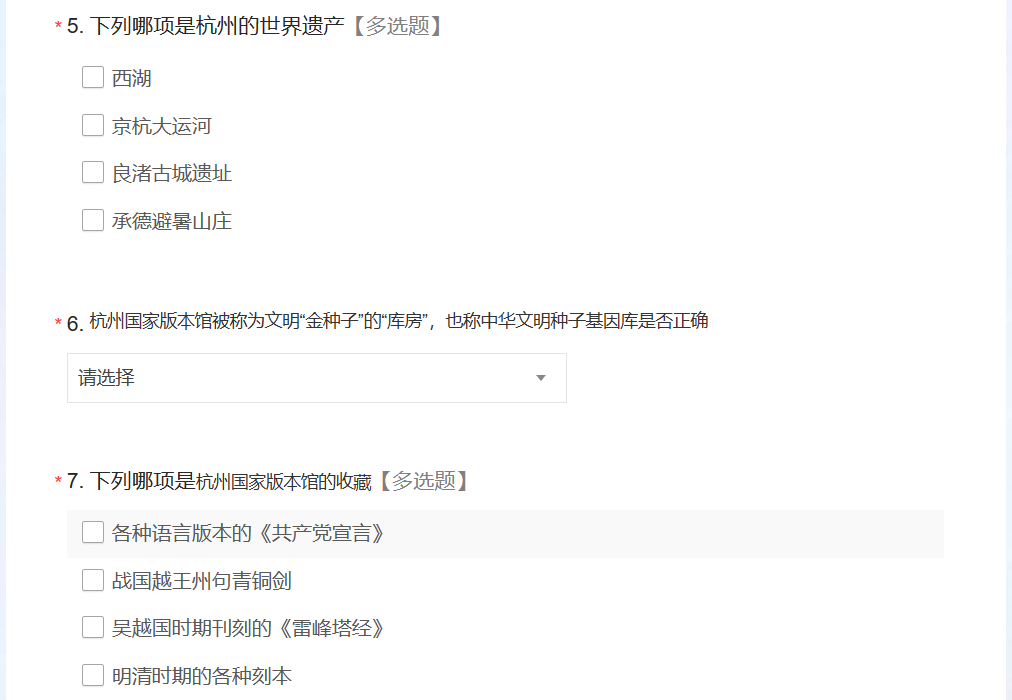 * 5. 下列哪项是杭州的世界遗产【多选题】
西湖
京杭大运河
良渚古城遗址
承德避暑山庄
* 6. 杭州国家版本馆被称为文明“金种子”的“库房”，也称中华文明种子基因库是否正确
请选择
* 7. 下列哪项是杭州国家版本馆的收藏【多选题】
各种语言版本的《共产党宣言》
战国越王州句青铜剑
吴越国时期刊刻的《雷峰塔经》
明清时期的各种刻本